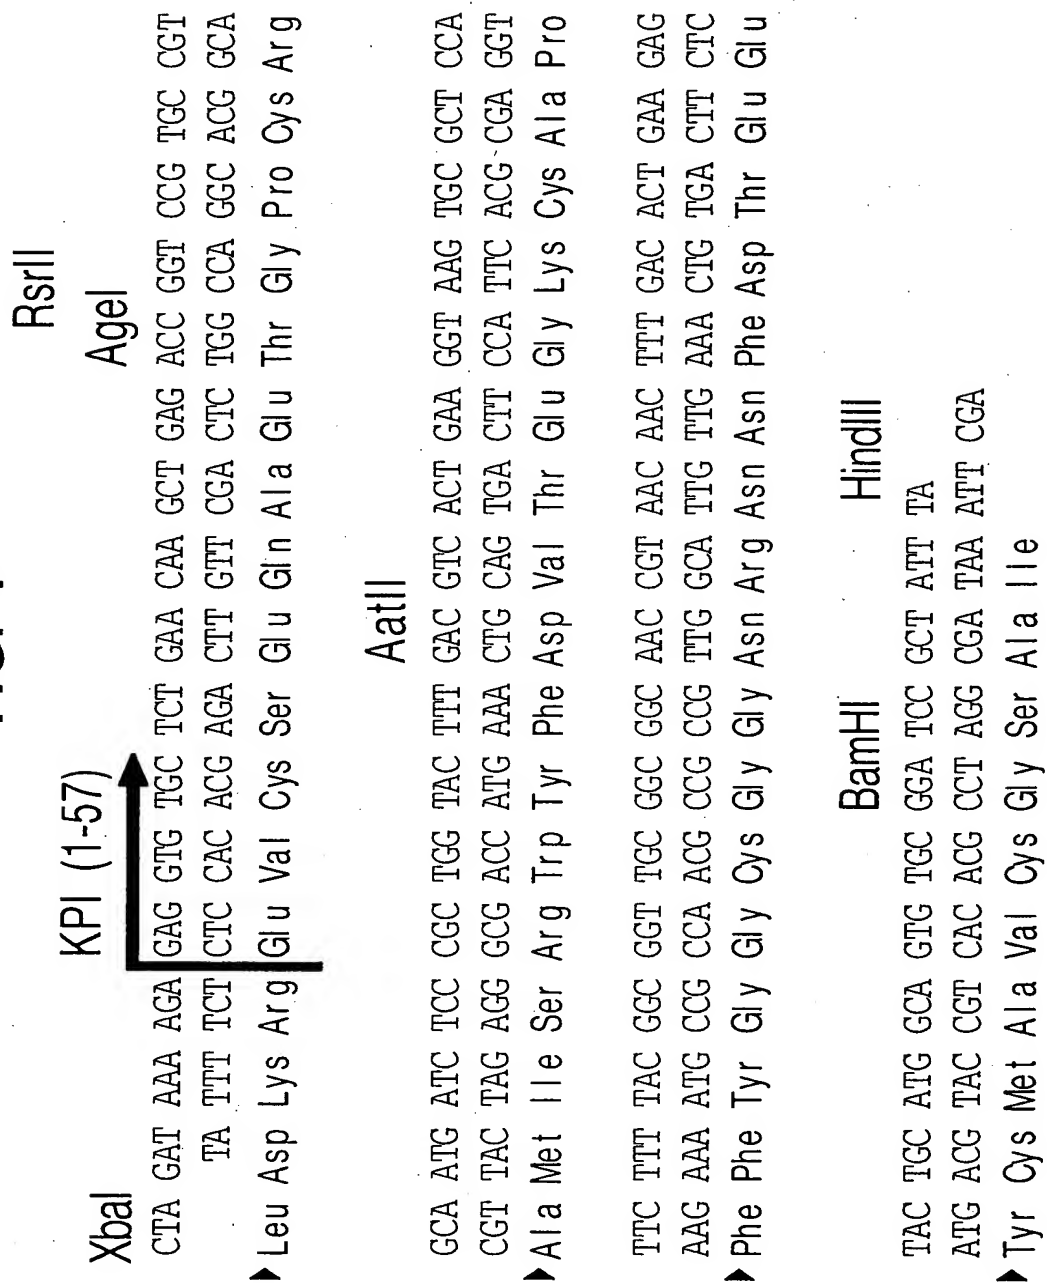 RsrII
KPI (1-57)
XbaI AgeI
CTA GAT AAA AGA GAG GTG TGC TCT GAA CAA GCT GAG ACC GGT CCG TGC CGT
TA TTT TCT CTC CAC ACG AGA CTT GTT CGA CTC TGG CCA GGC ACG GCA
Leu Asp Lys Arg Glu Val Cys Ser Glu Gln Ala Glu Thr Gly Pro Cys Arg
AatII
GCA ATG ATC TCC CGC TGG TAC TTT GAC GTC ACT GAA GGT AAG TGC GCT CCA
CGT TAC TAG AGG GCG ACC ATG AAA CTG CAG TGA CTT CCA TTC ACG CGA GGT
Ala Met Ile Ser Arg Trp Tyr Phe Asp Val Thr Glu Gly Lys Cys Ala Pro
TTC TTT TAC GGC GGT TGC GGC GGC AAC CGT AAC AAC TTT GAC ACT GAA GAG
AAG AAA ATG CCG CCA ACG CCG CCG TTG GCA TTG TTG AAA CTG TGA CTT CTC
Phe Phe Tyr Gly Gly Cys Gly Gly Asn Arg Asn Asn Phe Asp Thr Glu Glu
BamHI HindIII
TAC TGC ATG GCA GTG TGC GGA TCC GCT ATT TA
ATG ACG TAC CGT CAC ACG CCT AGG CGA TAA ATT CGA
Tyr Cys Met Ala Val Cys Gly Ser Ala Ile